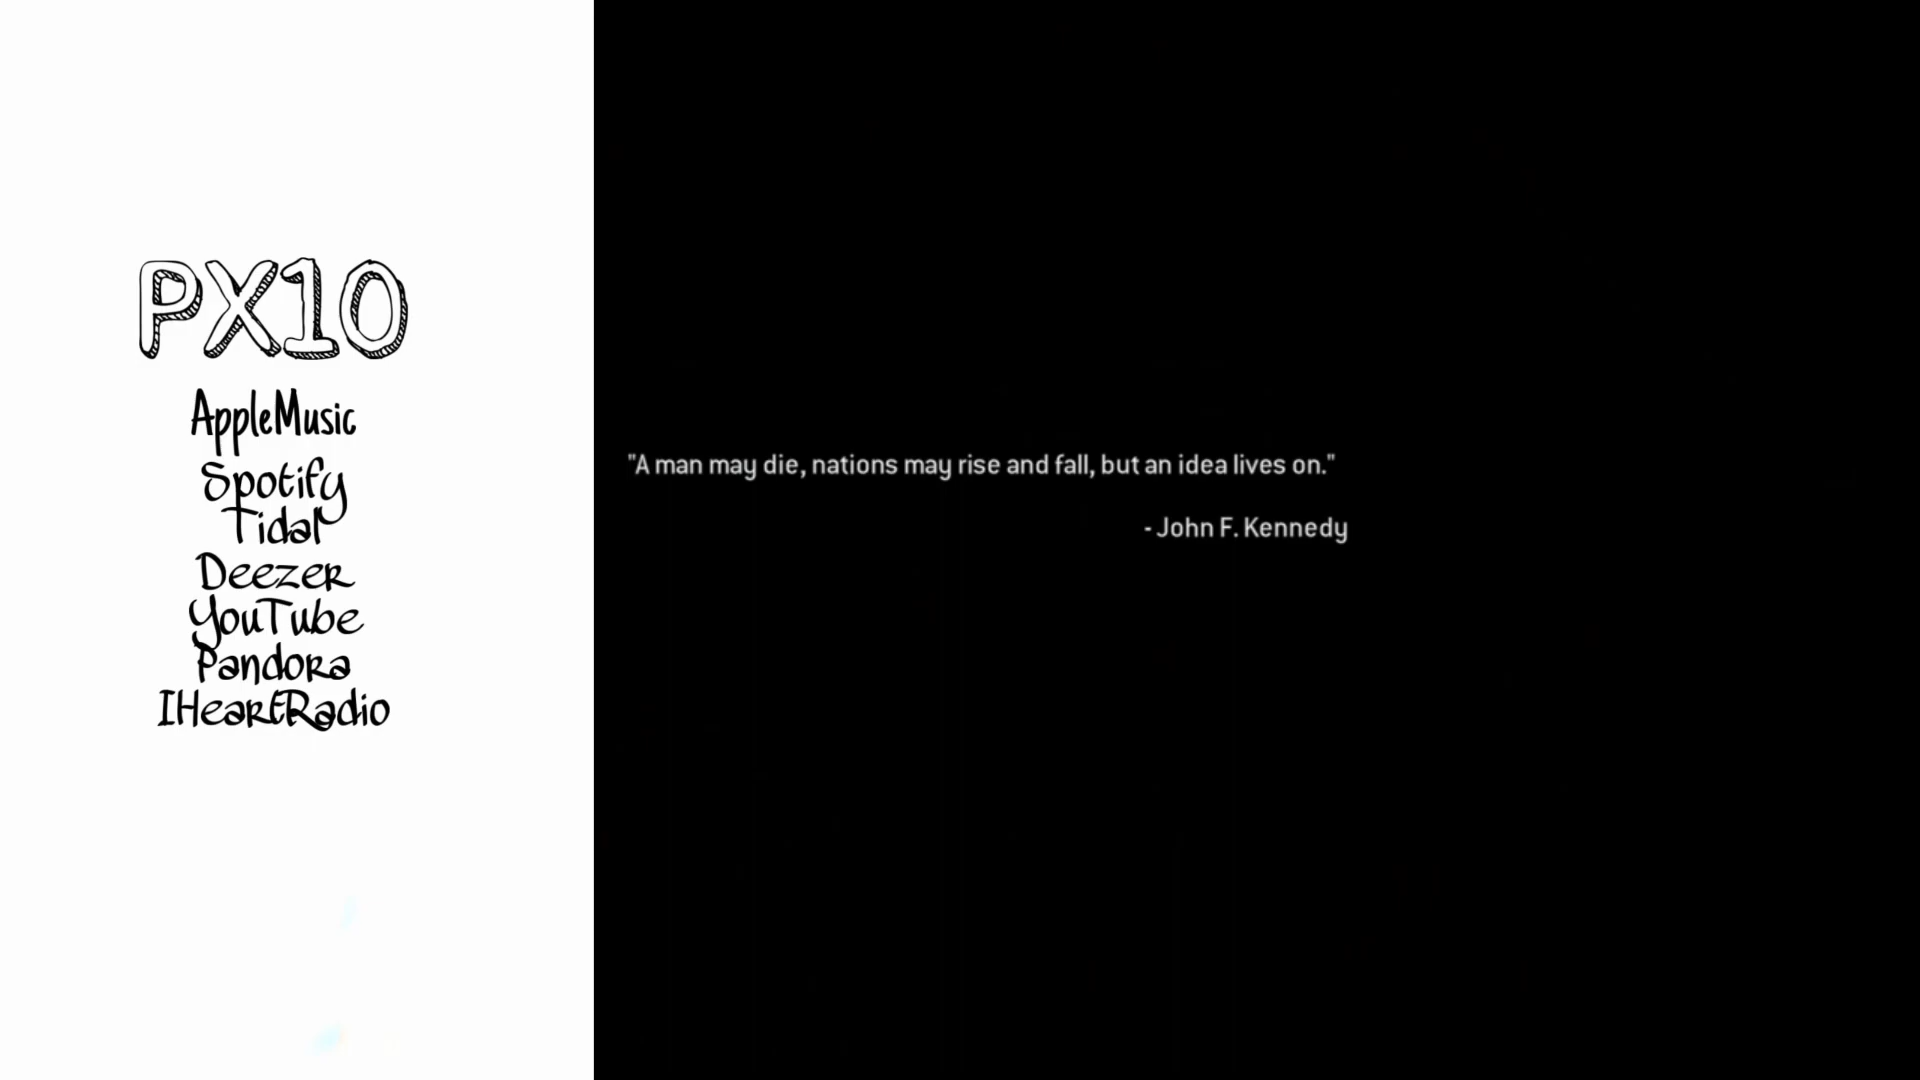 PX10
AppleMusic
Spotify
Tidal
Deezer
YouTube
Pandora
IHeartRadio
"A man may die, nations may rise and fall, but an idea lives on."
- John F. Kennedy